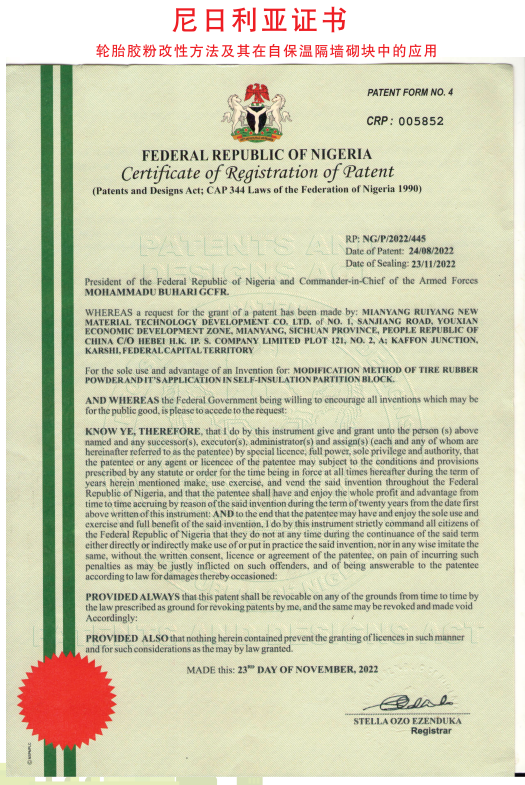 尼日利亚证书
轮胎胶粉改性方法及其在自保温隔墙砌块中的应用
PATENT FORM NO. 4
CRP: 005852
FEDERAL REPUBLIC OF NIGERIA
Certificate of Registration of Patent
(Patents and Designs Act; CAP 344 Laws of the Federation of Nigeria 1990)
PATENTS AND
DESIGNS ACT
RP: NG/P/2022/445
Date of Patent: 24/08/2022
Date of Sealing: 23/11/2022
President of the Federal Republic of Nigeria and Commander-in-Chief of the Armed Forces
MOHAMMADU BUHARI GCFR.
WHEREAS a request for the grant of a patent has been made by: MIANYANG RUIYANG NEW
MATERIAL TECHNOLOGY DEVELOPMENT CO. LTD. of NO. 1, SANJIANG ROAD, YOUXIAN
ECONOMIC DEVELOPMENT ZONE, MIANYANG, SICHUAN PROVINCE, PEOPLE REPUBLIC OF
CHINA C/O HEBEI H.K. IP. S. COMPANY LIMITED PLOT 121, NO. 2, A; KAFFON JUNCTION,
KARSHI, FEDERAL CAPITAL TERRITORY
For the sole use and advantage of an Invention for: MODIFICATION METHOD OF TIRE RUBBER
POWDER AND IT'S APPLICATION IN SELF-INSULATION PARTITION BLOCK.
AND WHEREAS the Federal Government being willing to encourage all inventions which may be
for the public good, is please to accede to the request:
KNOW YE, THEREFORE, that I do by this instrument give and grant unto the person (s) above
named and any successor(s), executor(s), administrator(s) and assign(s) (each and any of whom are
hereinafter referred to as the patentee) by special licence, full power, sole privilege and authority, that
the patentee or any agent or licencee of the patentee may subject to the conditions and provisions
prescribed by any statute or order for the time being in force at all times hereafter during the term of
years herein mentioned make, use exercise, and vend the said invention throughout the Federal
Republic of Nigeria, and that the patentee shall have and enjoy the whole profit and advantage from
time to time accruing by reason of the said invention during the term of twenty years from the date first
above written of this instrument: AND to the end that the patentee may have and enjoy the sole use and
exercise and full benefit of the said invention, I do by this instrument strictly command all citizens of
the Federal Republic of Nigeria that they do not at any time during the continuance of the said term
either directly or indirectly make use of or put in practice the said invention, nor in any wise imitate the
same, without the written consent, licence or agreement of the patentee, on pain of incurring such
penalties as may be justly inflicted on such offenders, and of being answerable to the patentee
according to law for damages thereby occasioned:
PROVIDED ALWAYS that this patent shall be revocable on any of the grounds from time to time by
the law prescribed as ground for revoking patents by me, and the same may be revoked and made void
Accordingly:
PATENTS AND DESIGNS ACT
PROVIDED ALSO that nothing herein contained prevent the granting of licences in such manner
and for such considerations as the may by law granted.
MADE this: 23RD DAY OF NOVEMBER, 2022
STELLA OZO EZENDUKA
Registrar